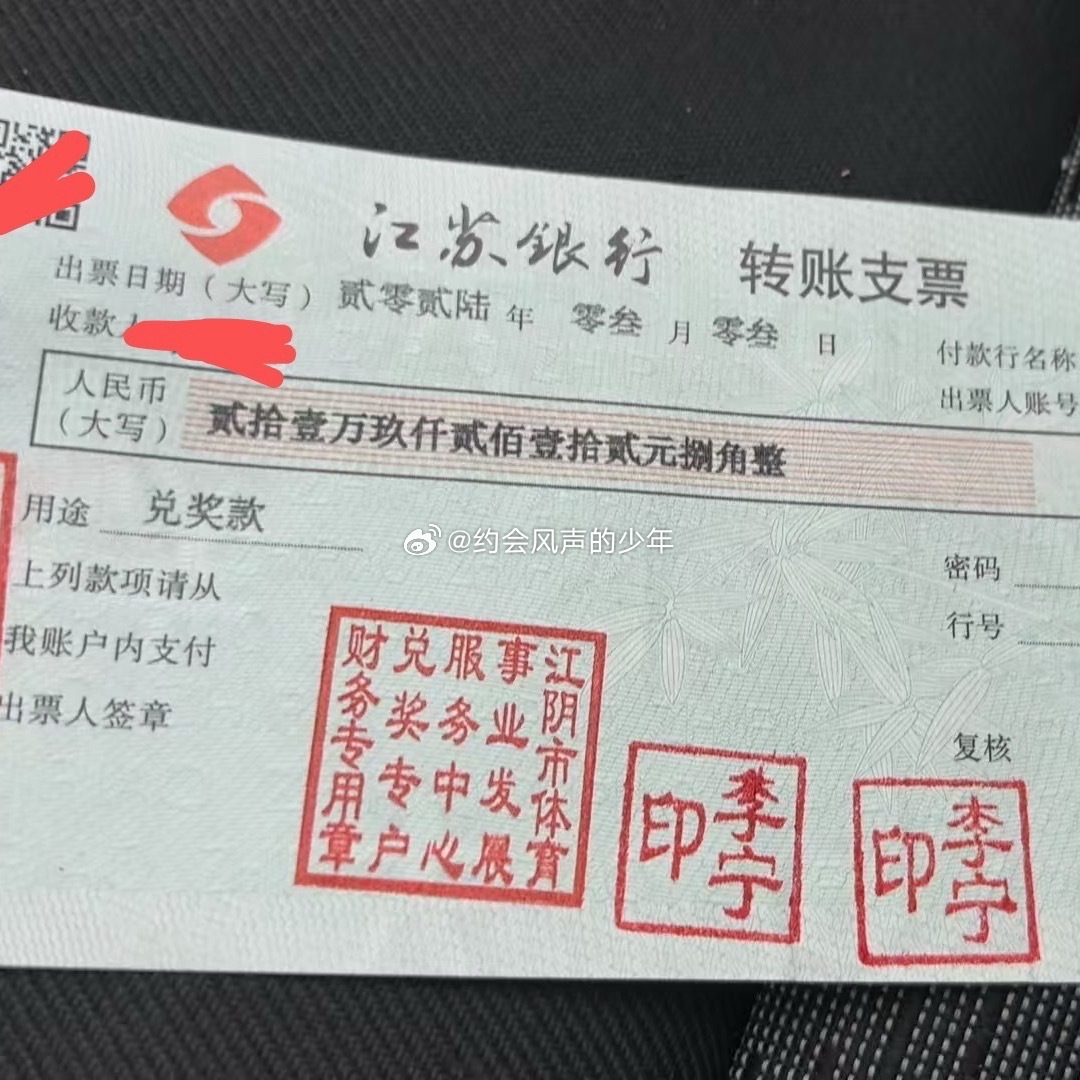 江苏银行 转账支票
出票日期（大写） 贰零贰陆 年 零叁 月 零叁 日
付款行名称
收款
出票人账号
人民币
（大写）
贰拾壹万玖仟贰佰壹拾贰元捌角整
用途 兑奖款
@约会风声的少年
密码
上列款项请从
行号
我账户内支付
出票人签章
复核
江阴市体育
事业发展
服务中心
兑奖专户
财务专用章
李宁
印
李宁
印